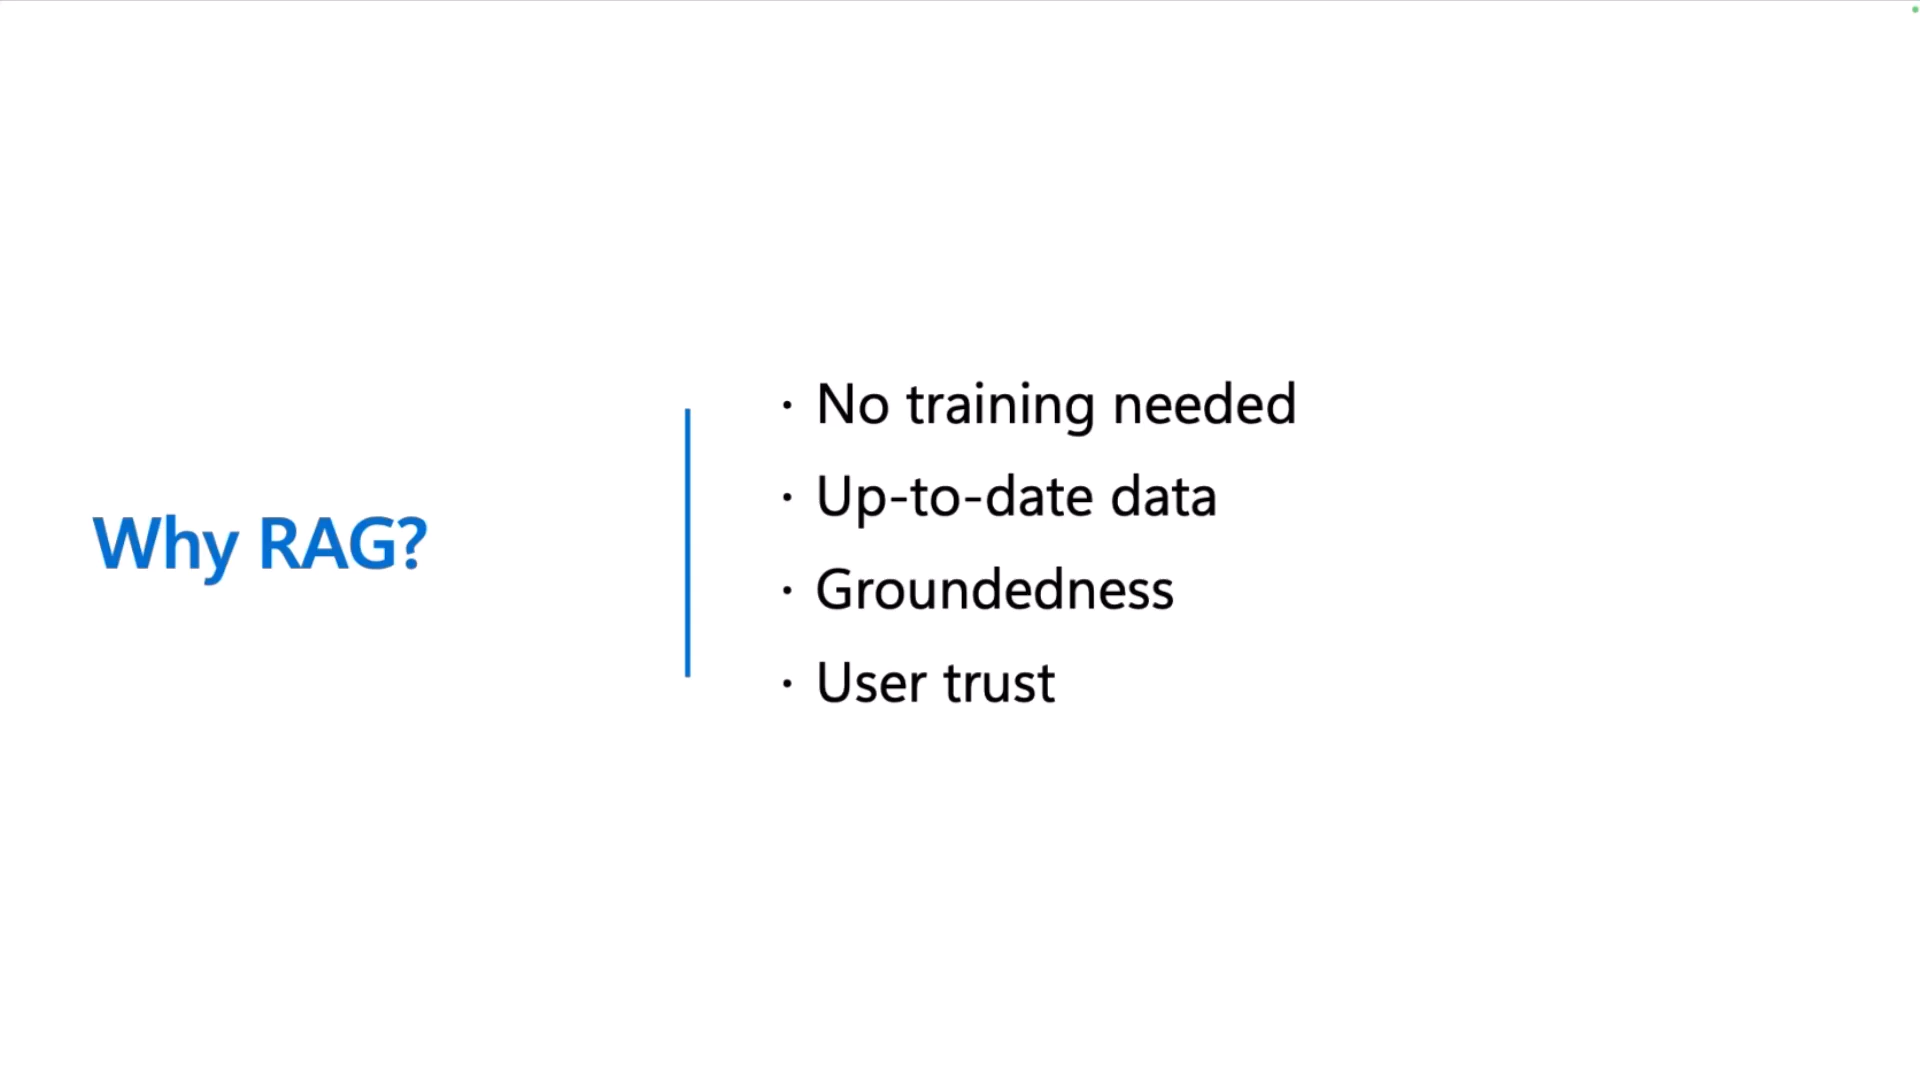 Why RAG?
· No training needed
· Up-to-date data
· Groundedness
· User trust